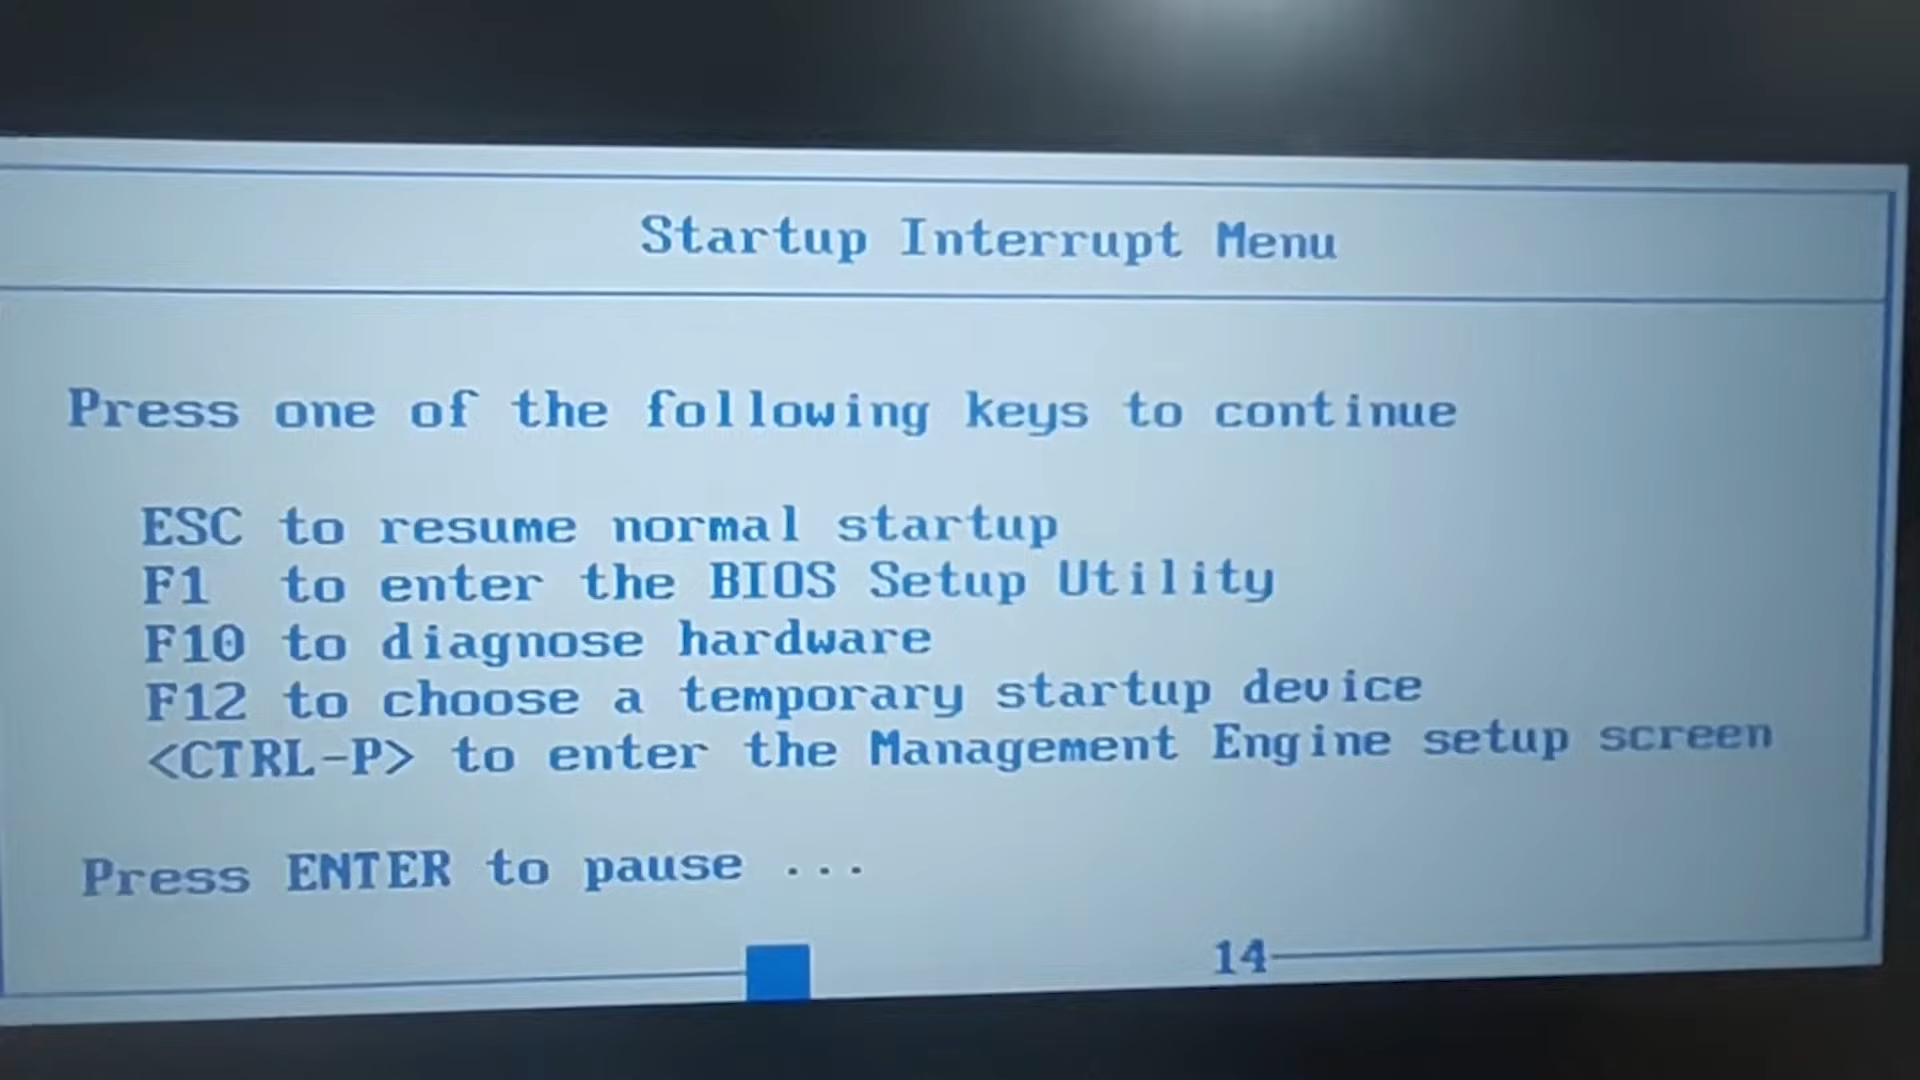 Startup Interrupt Menu
Press one of the following keys to continue
ESC to resume normal startup
F1 to enter the BIOS Setup Utility
F10 to diagnose hardware
F12 to choose a temporary startup device
<CTRL-P> to enter the Management Engine setup screen
Press ENTER to pause ...
14